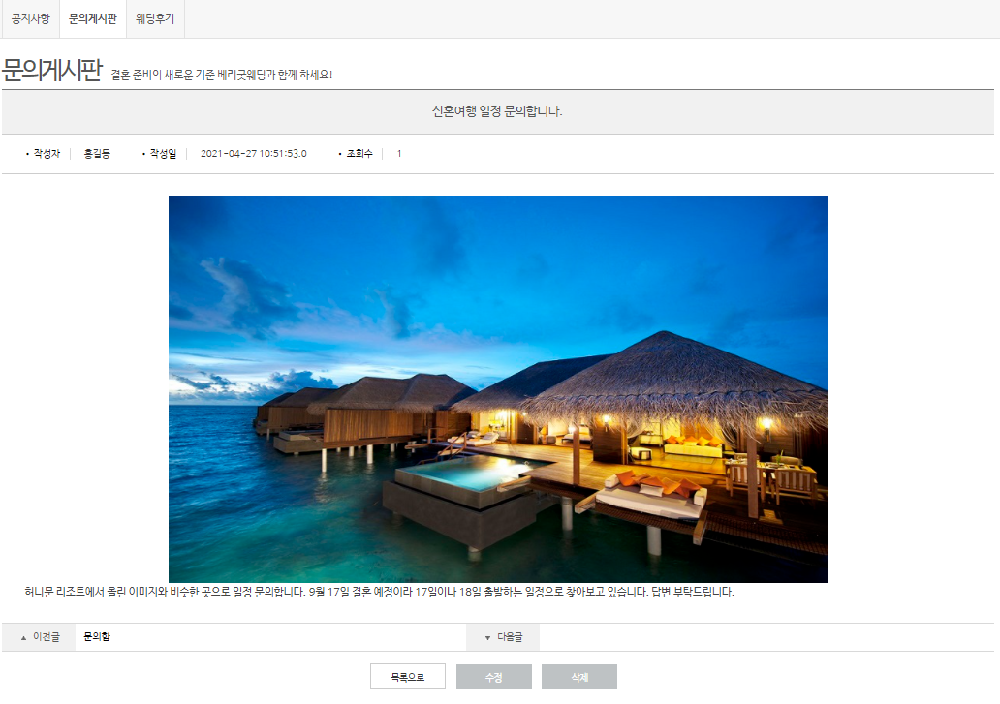 공지사항 문의게시판 웨딩후기
문의게시판 결혼 준비의 새로운 기준 베리굿웨딩과 함께 하세요!
신혼여행 일정 문의합니다.
• 작성자 홍길동 • 작성일 2021-04-27 10:51:53.0 • 조회수 1
허니문 리조트에서 올린 이미지와 비슷한 곳으로 일정 문의합니다. 9월 17일 결혼 예정이라 17일이나 18일 출발하는 일정으로 찾아보고 있습니다. 답변 부탁드립니다.
▲ 이전글 문의합 ▼ 다음글
목록으로 수정 삭제